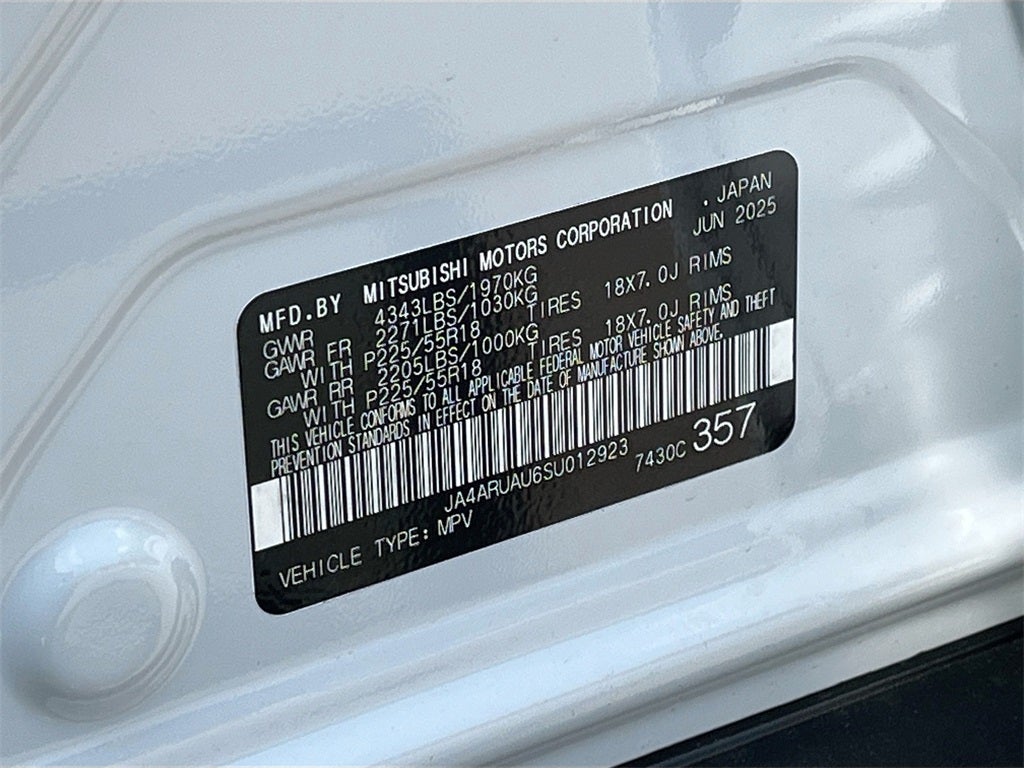 MFD.BY MITSUBISHI MOTORS CORPORATION . JAPAN
JUN 2025
GVWR 4343LBS/1970KG
GAWR FR 2271LBS/1030KG
WITH P225/55R18 TIRES 18X7.0J RIMS
GAWR RR 2205LBS/1000KG
WITH P225/55R18 TIRES 18X7.0J RIMS
THIS VEHICLE CONFORMS TO ALL APPLICABLE FEDERAL MOTOR VEHICLE SAFETY AND THEFT
PREVENTION STANDARDS IN EFFECT ON THE DATE OF MANUFACTURE SHOWN ABOVE.
JA4ARUAU6SU012923 7430C 357
VEHICLE TYPE: MPV